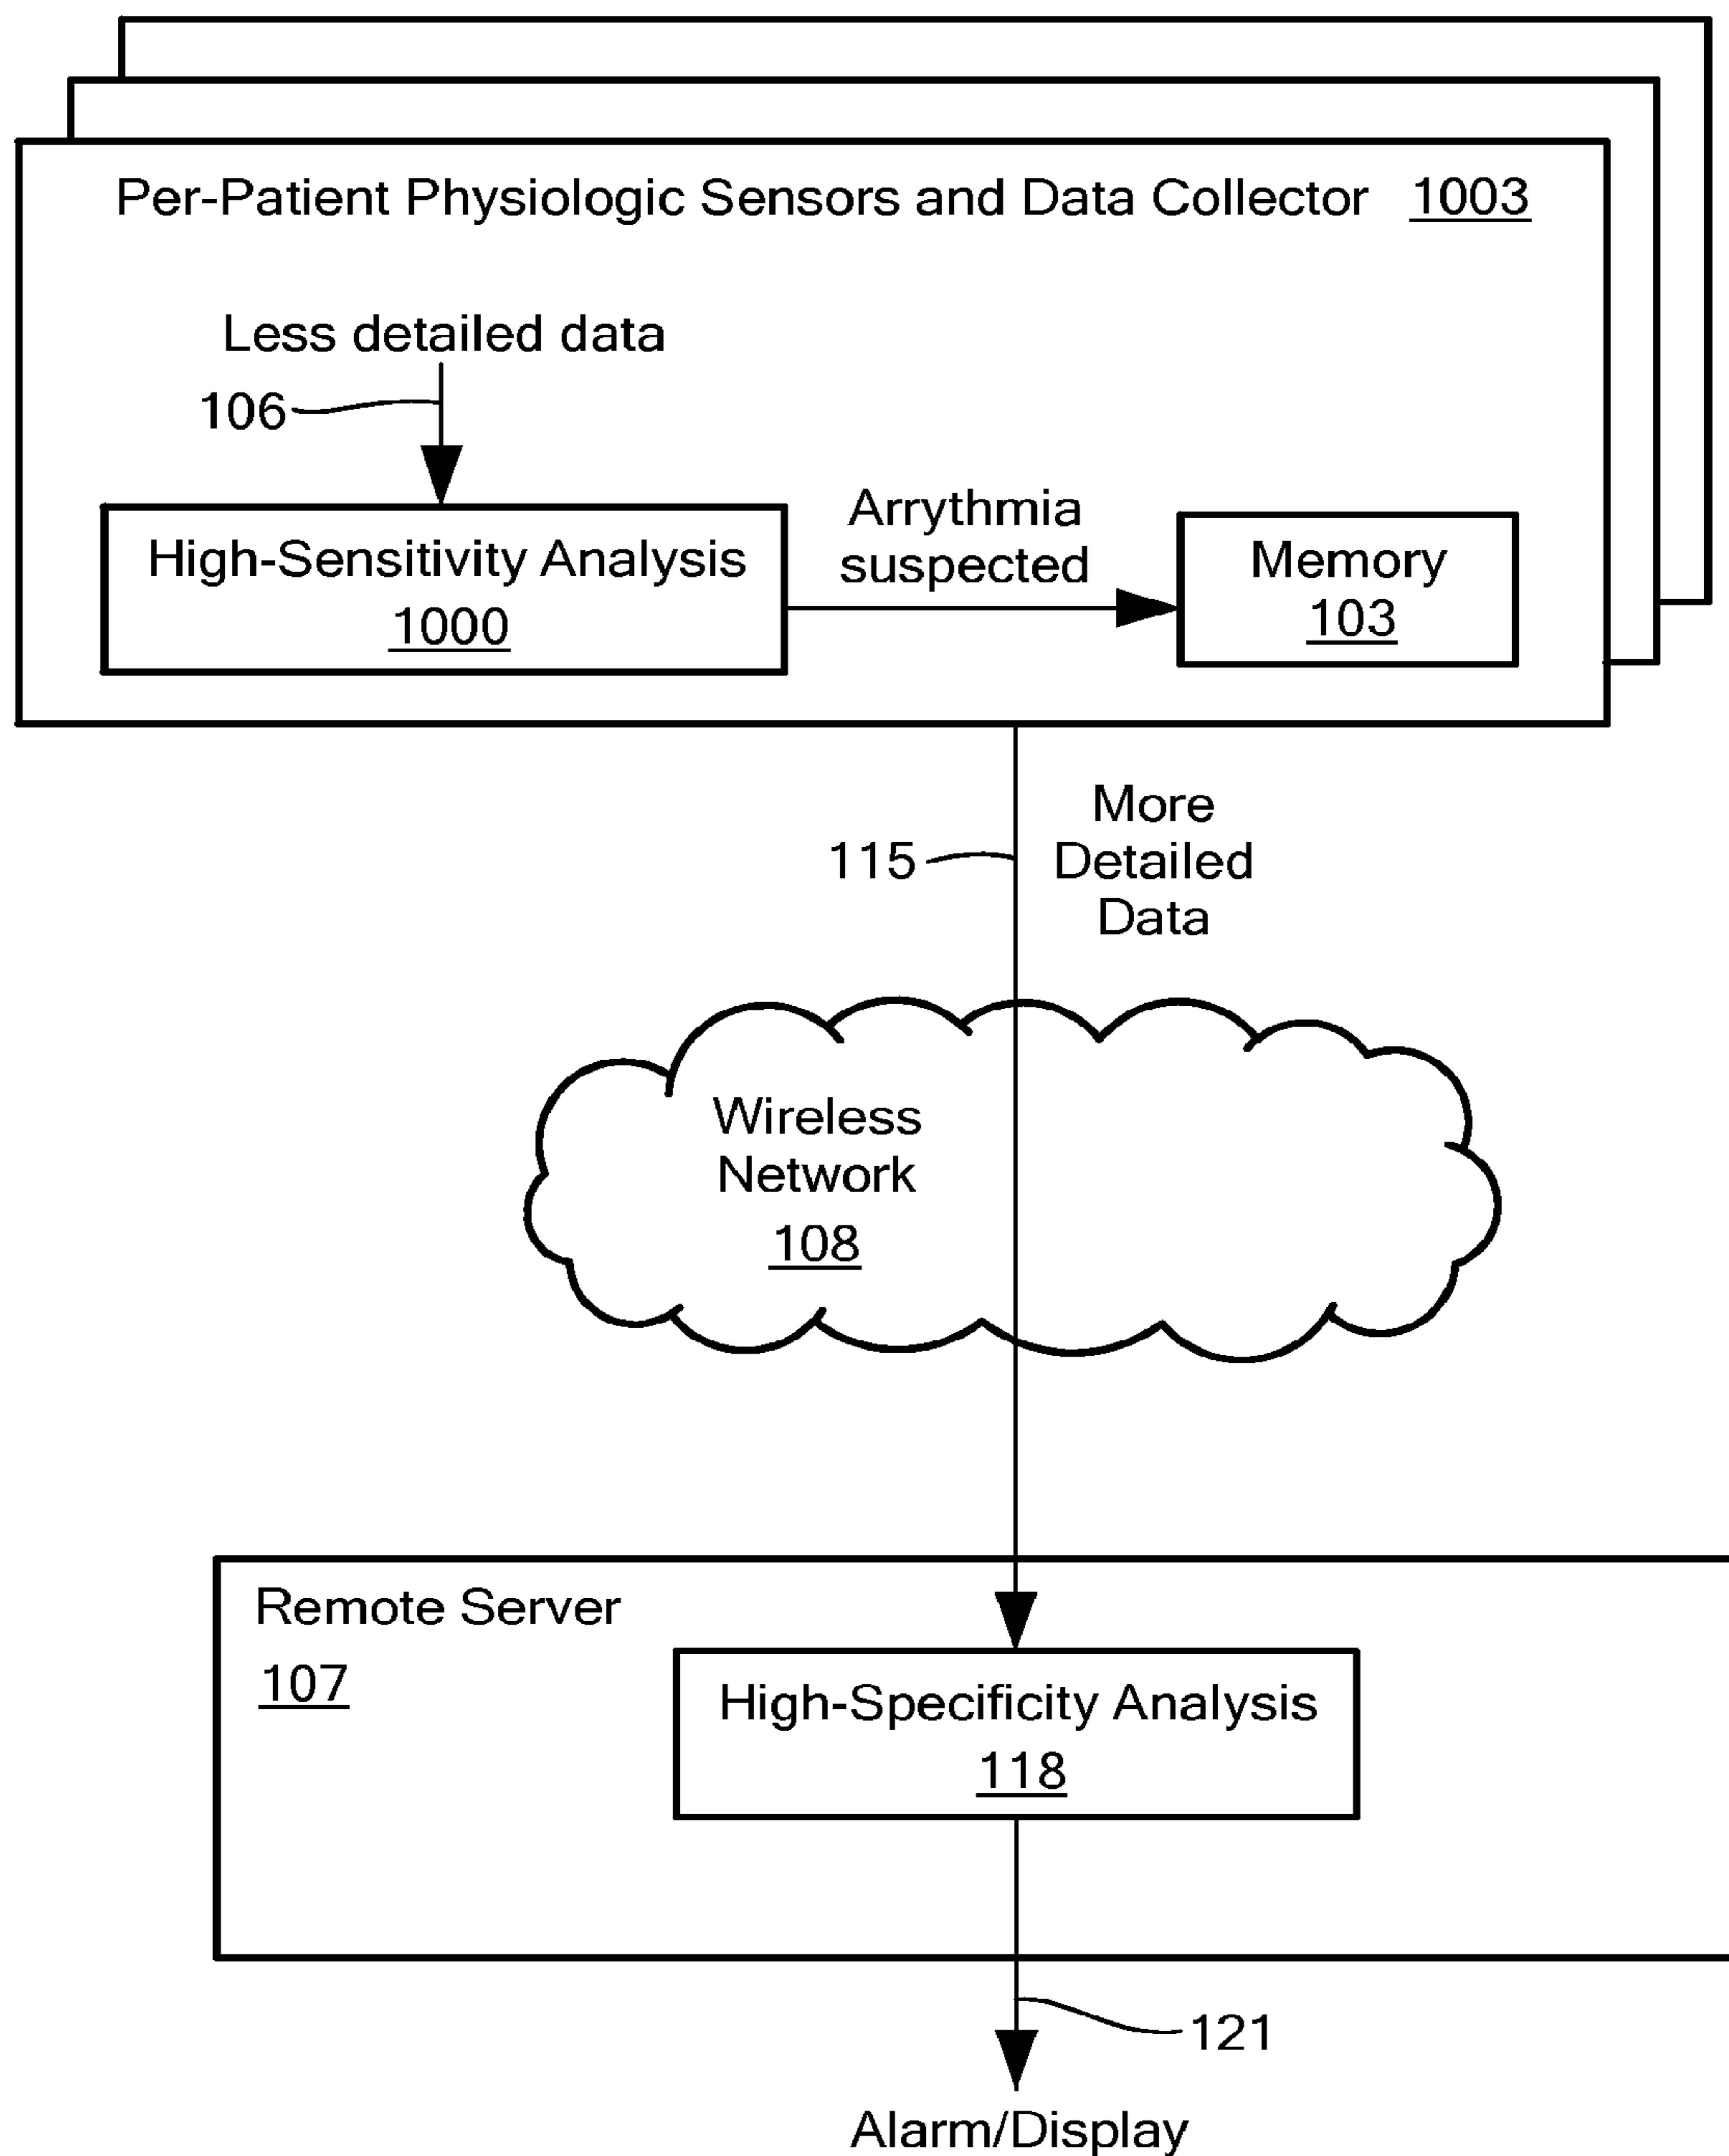 Per-Patient Physiologic Sensors and Data Collector 1003
Less detailed data
106
High-Sensitivity Analysis
1000
Arrythmia
suspected
Memory
103
115
More
Detailed
Data
Wireless
Network
108
Remote Server
107
High-Specificity Analysis
118
121
Alarm/Display